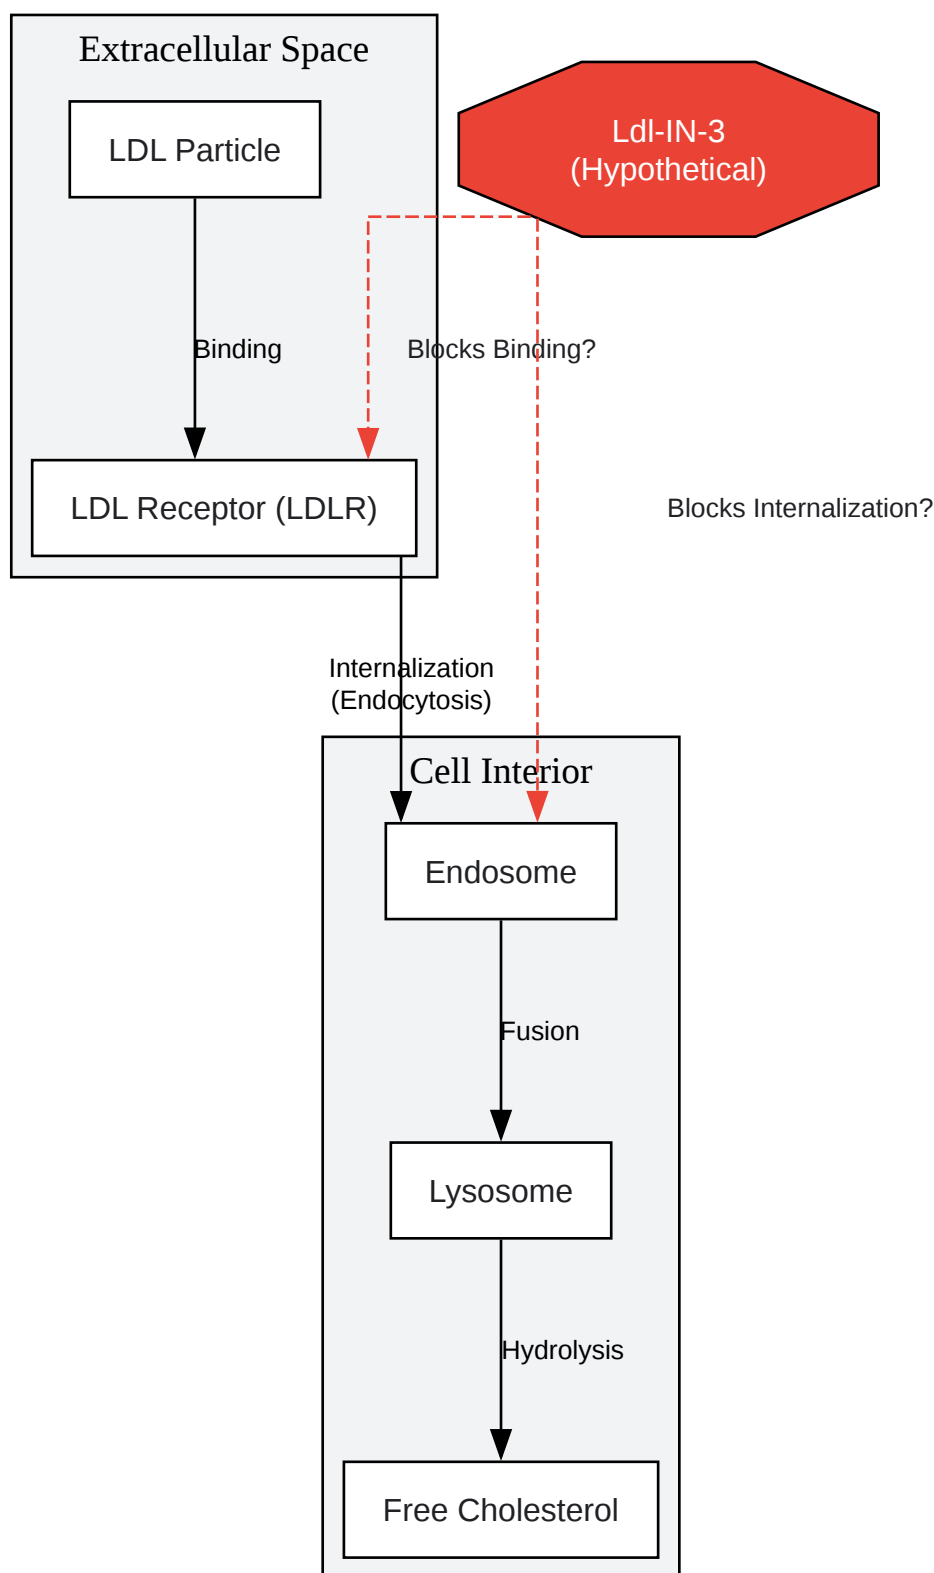 Extracellular Space
LDL Particle
Ldl-IN-3
(Hypothetical)
Binding
Blocks Binding?
LDL Receptor (LDLR)
Blocks Internalization?
Internalization
(Endocytosis)
Cell Interior
Endosome
Fusion
Lysosome
Hydrolysis
Free Cholesterol